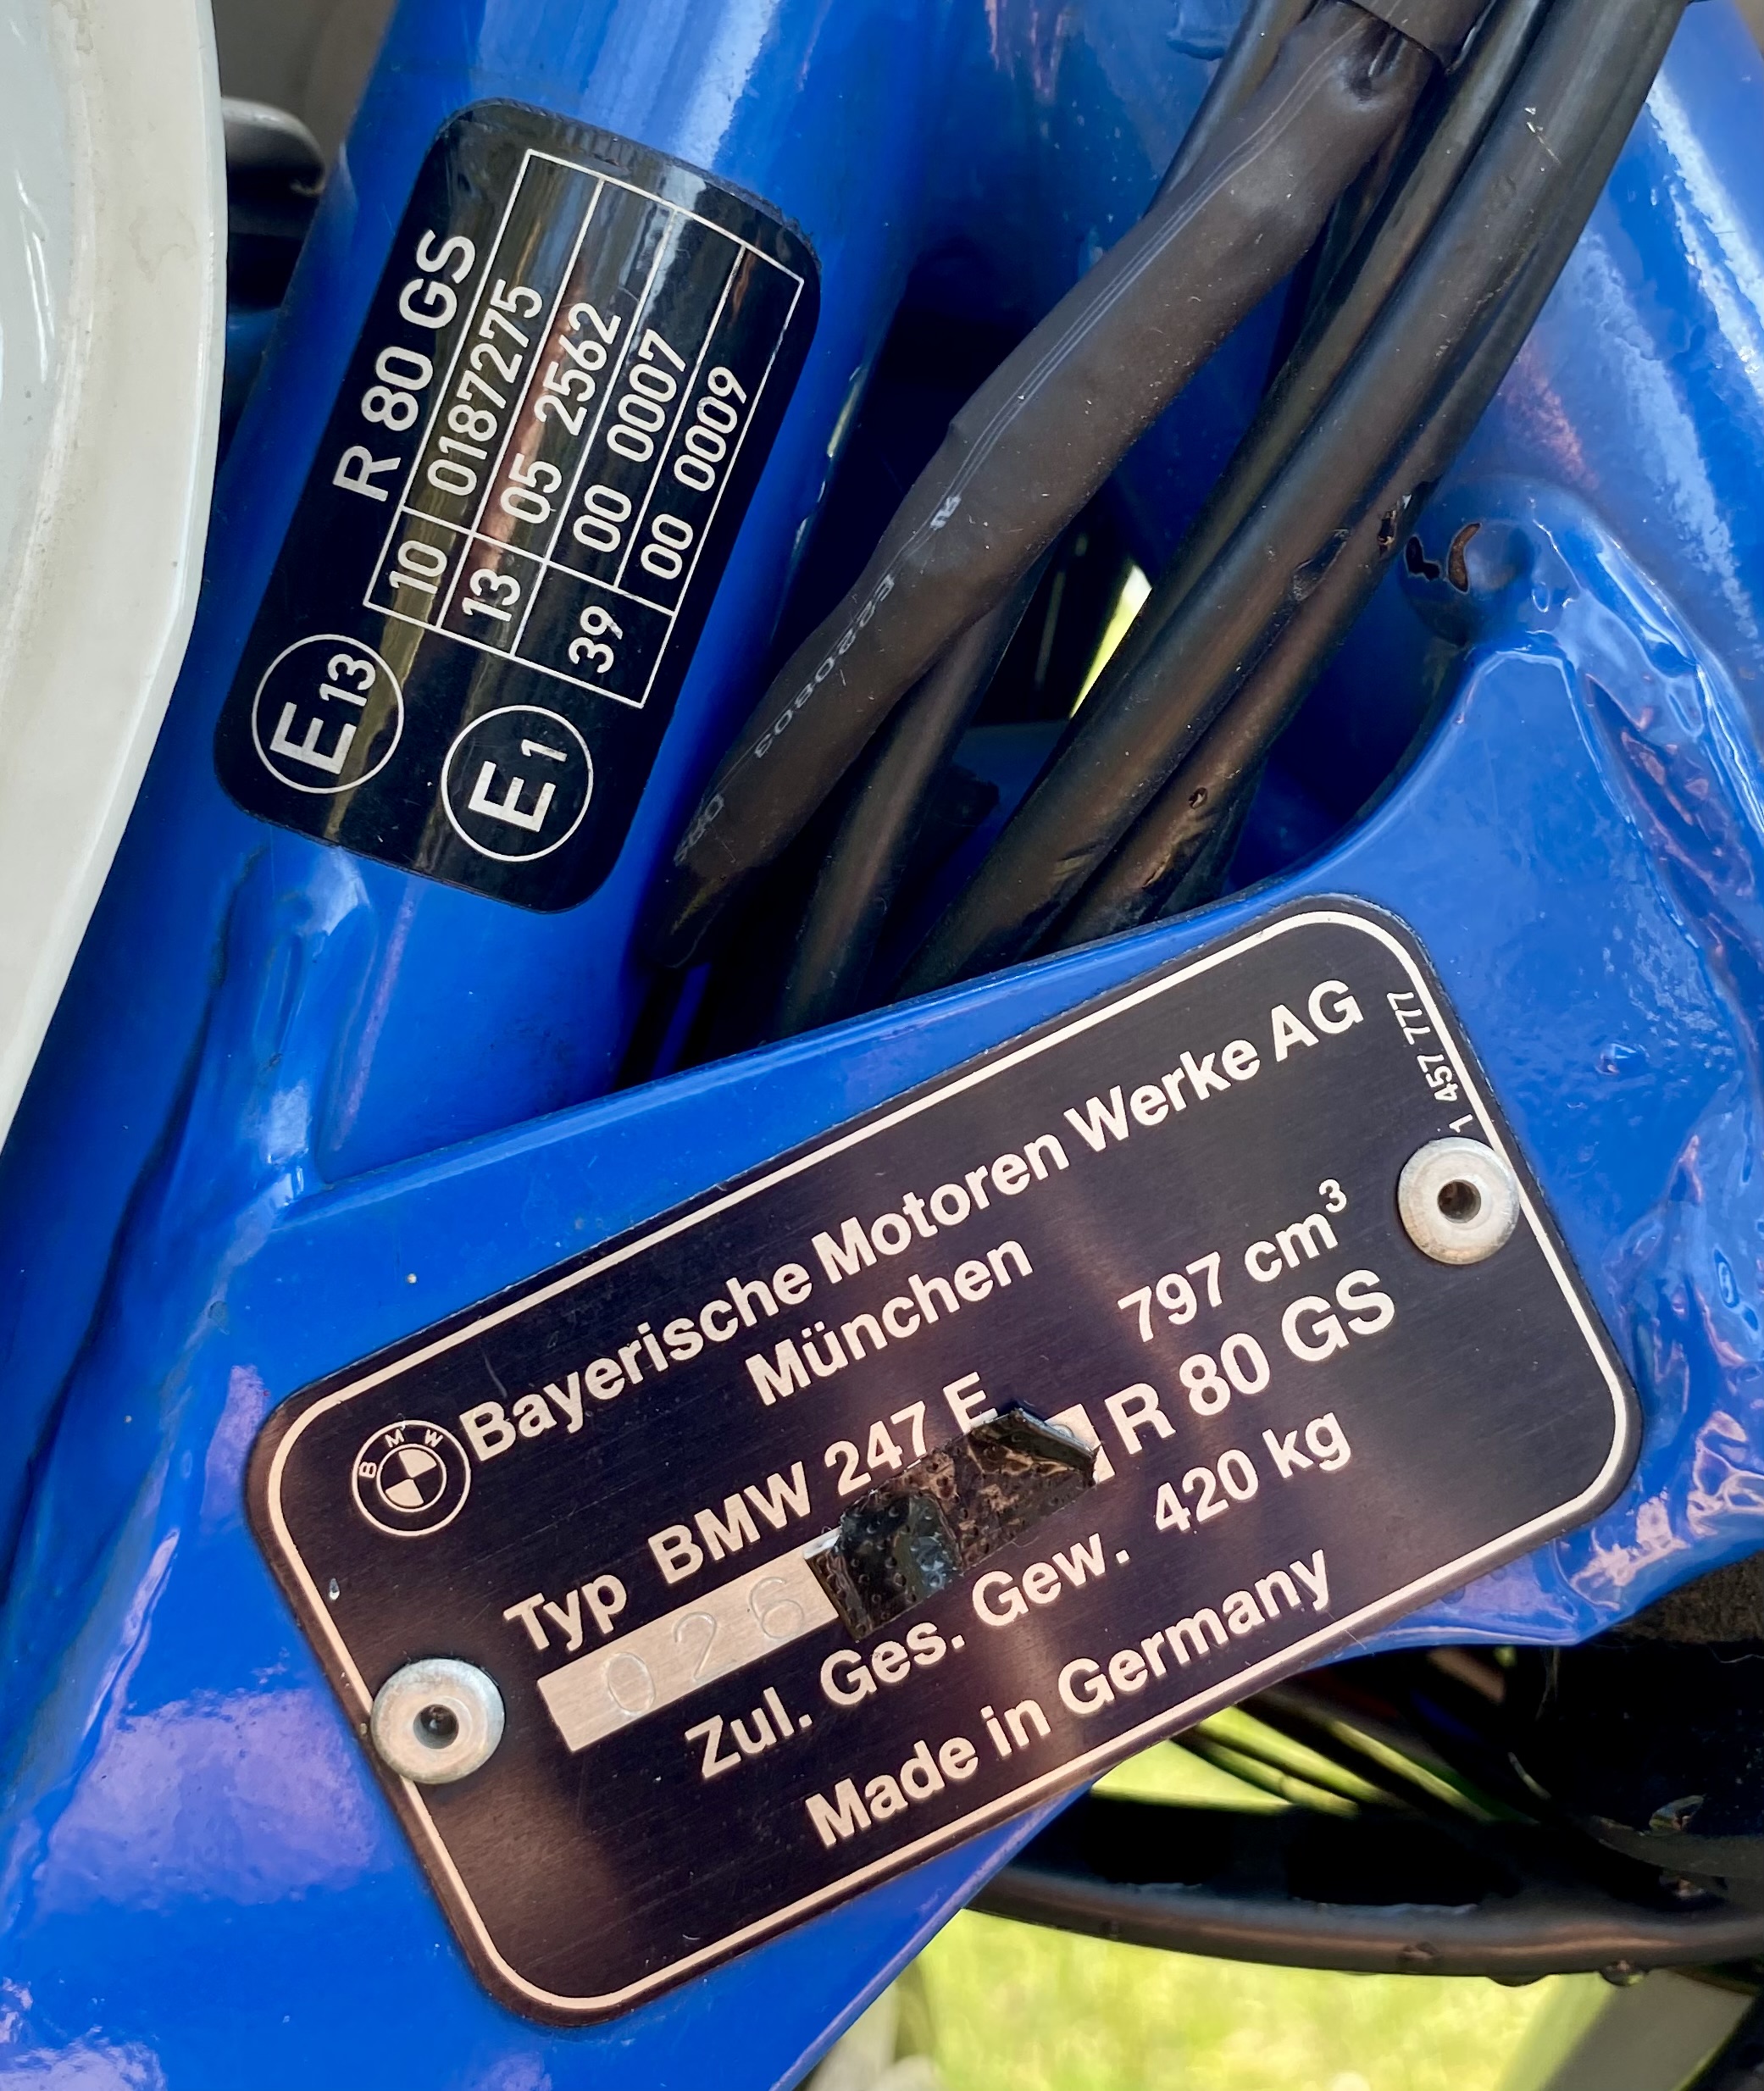 R 80 GS
10 0187275
13 05 2562
39 00 0007
00 0009
E13
E1
E220803
Bayerische Motoren Werke AG
München
1 457 777
BMW
Typ BMW 247 E 797 cm³
026 R 80 GS
Zul. Ges. Gew. 420 kg
Made in Germany